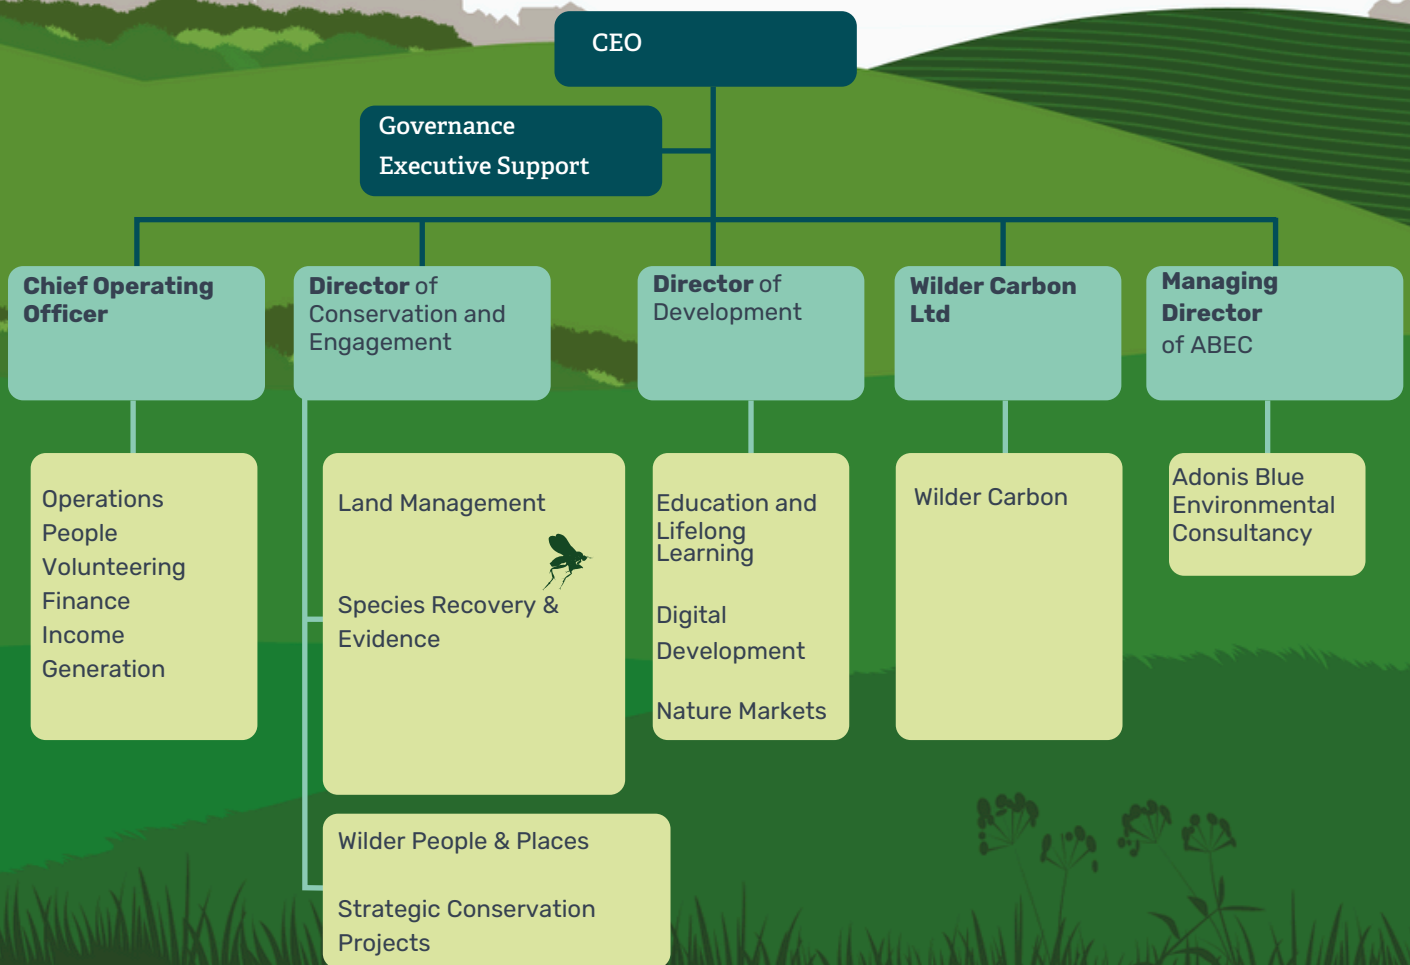 CEO
Governance
Executive Support
Chief Operating
Officer
Director of
Conservation and
Engagement
Director of
Development
Wilder Carbon
Ltd
Managing
Director
of ABEC
Operations
People
Volunteering
Finance
Income
Generation
Land Management
Species Recovery &
Evidence
Wilder People & Places
Strategic Conservation
Projects
Education and
Lifelong
Learning
Digital
Development
Nature Markets
Wilder Carbon
Adonis Blue
Environmental
Consultancy